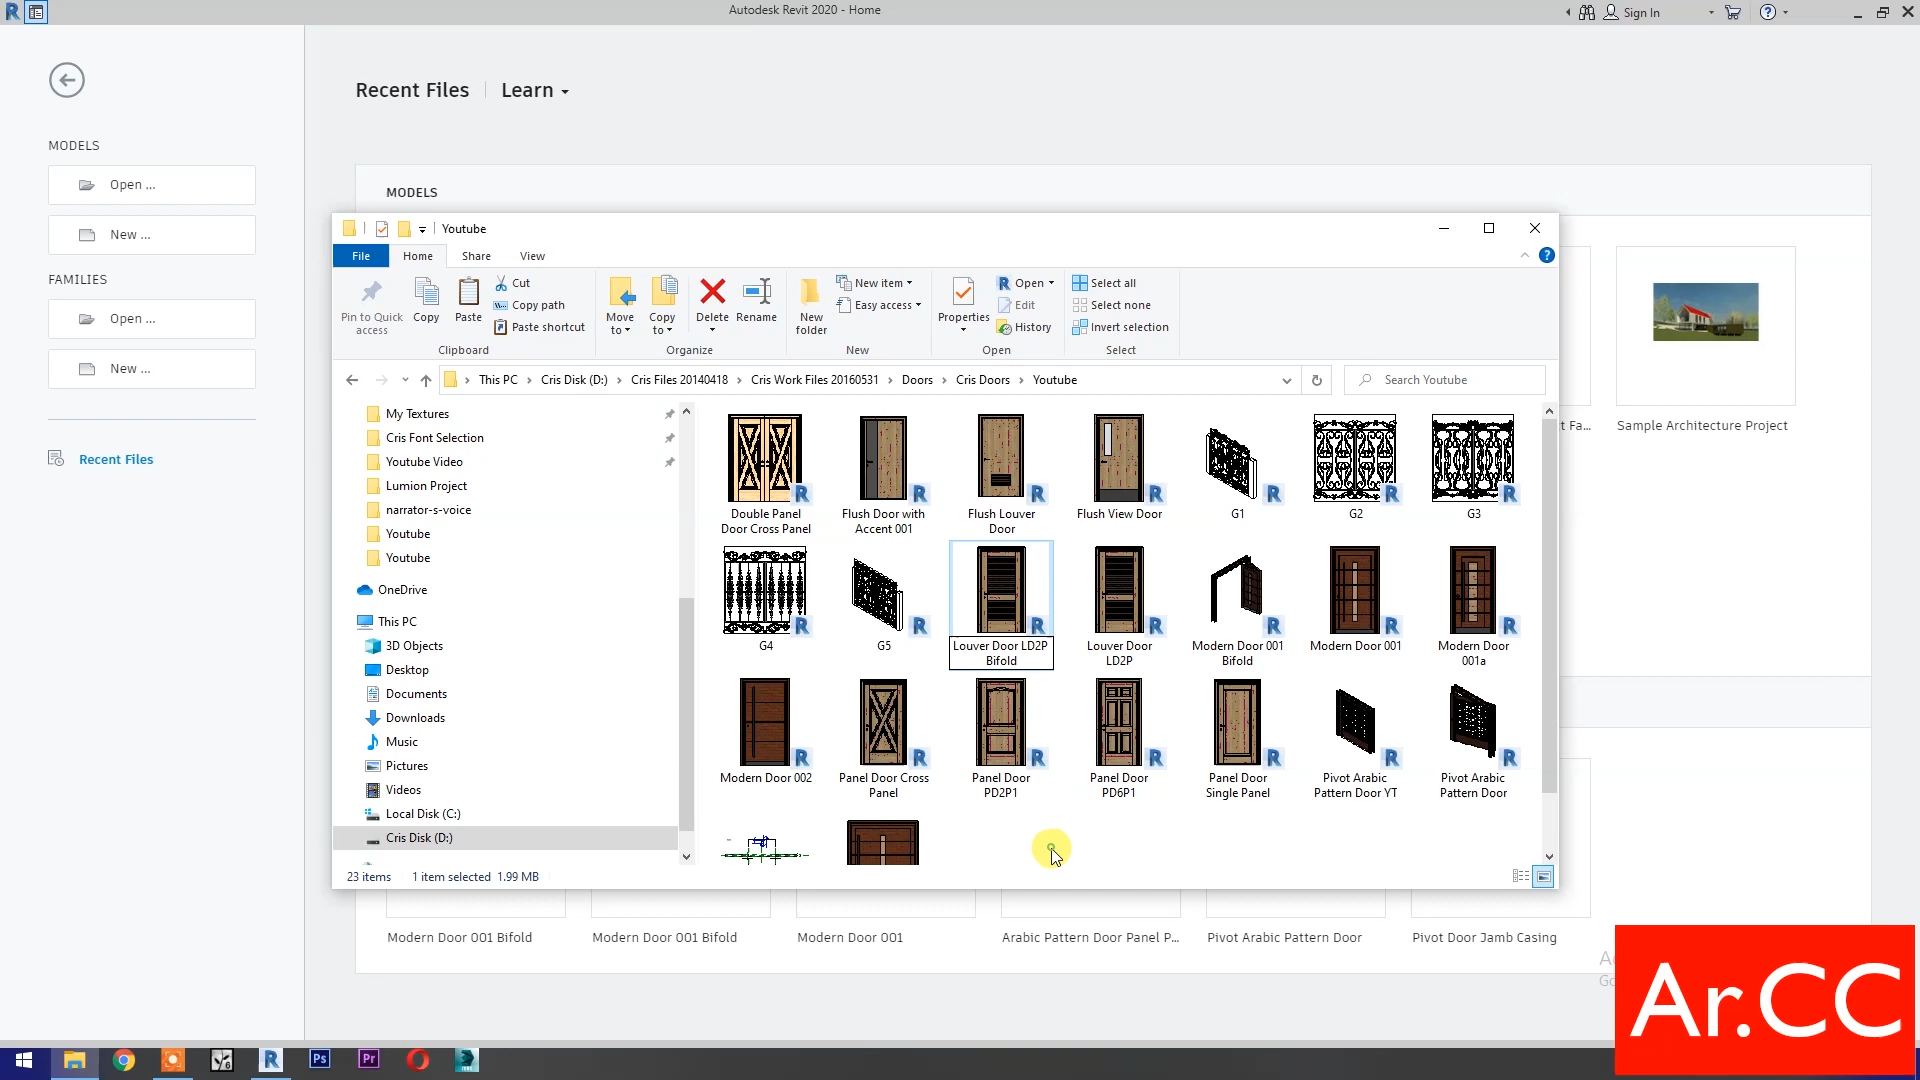 Autodesk Revit 2020 - Home
Sign In
Recent Files
Learn
MODELS
Open ...
New ...
FAMILIES
Open ...
New ...
Recent Files
MODELS
Youtube
File
Home
Share
View
Pin to Quick access
Copy
Paste
Cut
Copy path
Paste shortcut
Clipboard
Move to
Copy to
Delete
Rename
Organize
New folder
New item
Easy access
New
Properties
Open
Edit
History
Open
Select all
Select none
Invert selection
Select
This PC
Cris Disk (D:)
Cris Files 20140418
Cris Work Files 20160531
Doors
Cris Doors
Youtube
Search Youtube
My Textures
Cris Font Selection
Youtube Video
Lumion Project
narrator-s-voice
Youtube
Youtube
OneDrive
This PC
3D Objects
Desktop
Documents
Downloads
Music
Pictures
Videos
Local Disk (C:)
Cris Disk (D:)
Double Panel
Door Cross Panel
Flush Door with
Accent 001
Flush Louver
Door
Flush View Door
G1
G2
G3
G4
G5
Louver Door LD2P
Bifold
Louver Door
LD2P
Modern Door 001
Bifold
Modern Door 001
Modern Door
001a
Modern Door 002
Panel Door Cross
Panel
Panel Door
PD2P1
Panel Door
PD6P1
Panel Door
Single Panel
Pivot Arabic
Pattern Door YT
Pivot Arabic
Pattern Door
23 items
1 item selected 1.99 MB
t Fa...
Sample Architecture Project
Modern Door 001 Bifold
Modern Door 001 Bifold
Modern Door 001
Arabic Pattern Door Panel P...
Pivot Arabic Pattern Door
Pivot Door Jamb Casing
Ar.CC